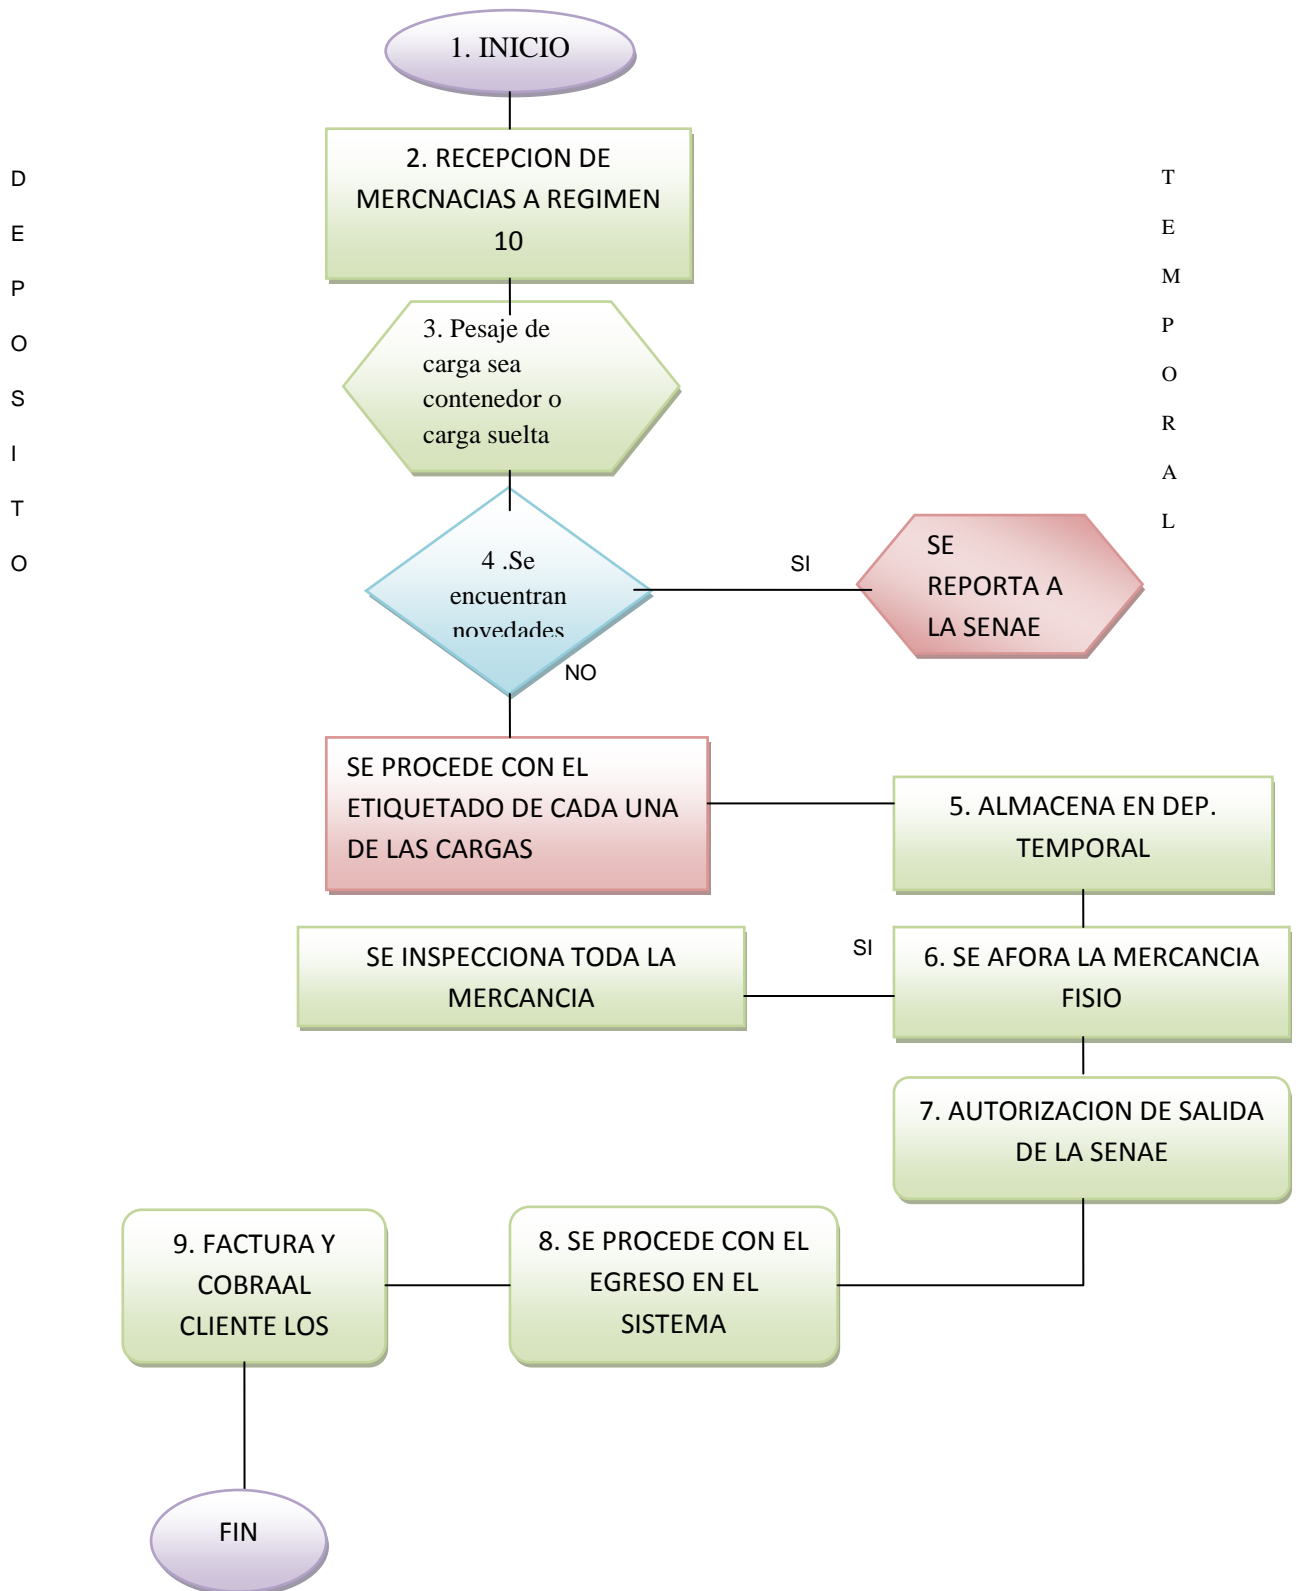 1. INICIO
2. RECEPCION DE
MERCNACIAS A REGIMEN
10
D
E
P
O
S
I
T
O
T
E
M
P
O
R
A
L
3. Pesaje de
carga sea
contenedor o
carga suelta
4 .Se
encuentran
novedades
SI
SE
REPORTA A
LA SENAE
NO
SE PROCEDE CON EL
ETIQUETADO DE CADA UNA
DE LAS CARGAS
5. ALMACENA EN DEP.
TEMPORAL
SE INSPECCIONA TODA LA
MERCANCIA
SI
6. SE AFORA LA MERCANCIA
FISIO
7. AUTORIZACION DE SALIDA
DE LA SENAE
8. SE PROCEDE CON EL
EGRESO EN EL
SISTEMA
9. FACTURA Y
COBRAAL
CLIENTE LOS
FIN